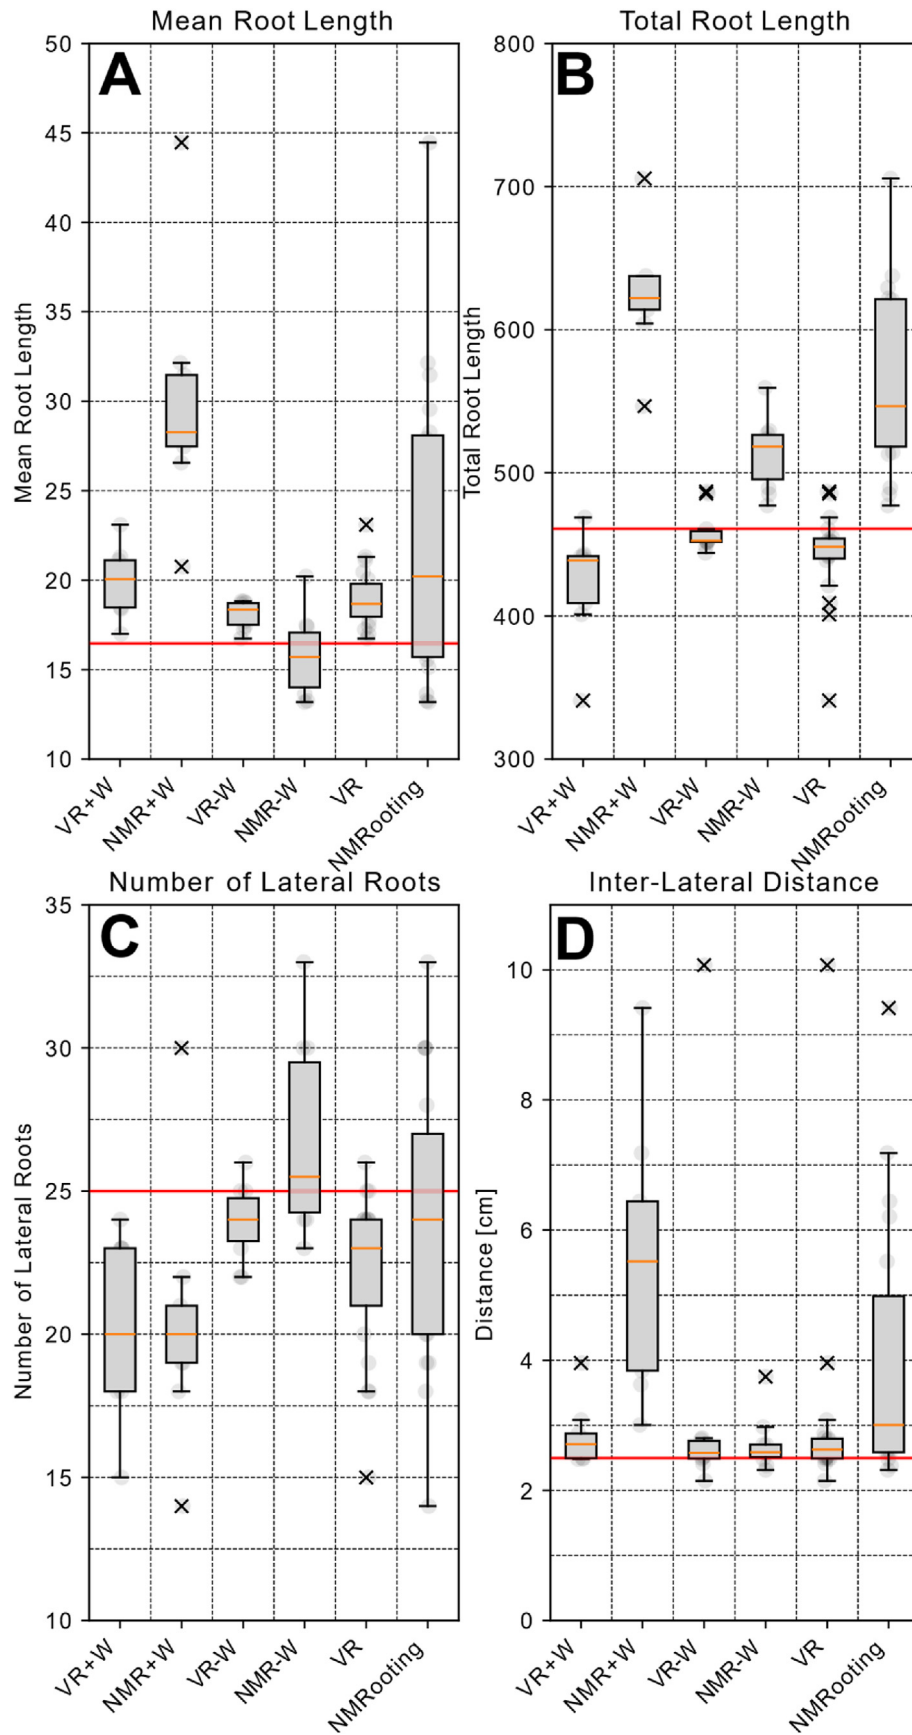 Mean Root Length
A
50
45
40
35
30
25
20
15
10
Mean Root Length
VR+W
NMR+W
VR-W
NMR-W
VR
NMRooting
Total Root Length
B
800
700
600
500
400
300
Total Root Length
VR+W
NMR+W
VR-W
NMR-W
VR
NMRooting
Number of Lateral Roots
C
35
30
25
20
15
10
Number of Lateral Roots
VR+W
NMR+W
VR-W
NMR-W
VR
NMRooting
Inter-Lateral Distance
D
10
8
6
4
2
0
Distance [cm]
VR+W
NMR+W
VR-W
NMR-W
VR
NMRooting